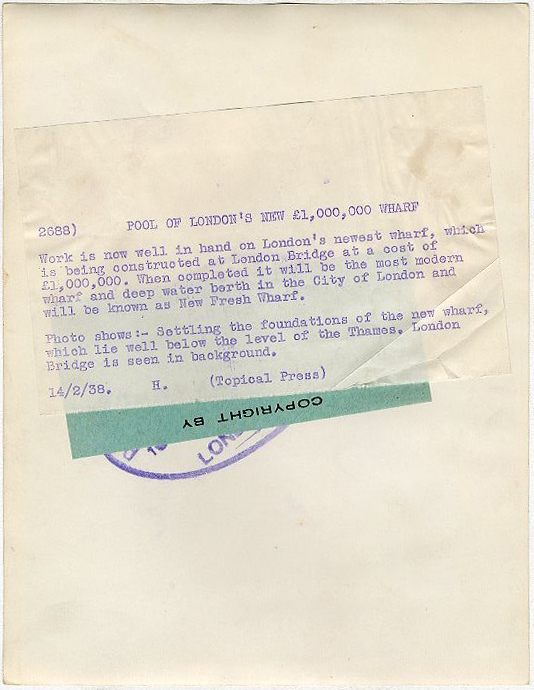 2688) POOL OF LONDON'S NEW £1,000,000 WHARF
Work is now well in hand on London's newest wharf, which
is being constructed at London Bridge at a cost of
£1,000,000. When completed it will be the most modern
wharf and deep water berth in the City of London and
will be known as New Fresh Wharf.
Photo shows:- Settling the foundations of the new wharf,
which lie well below the level of the Thames. London
Bridge is seen in background.
14/2/38. H. (Topical Press)
COPYRIGHT BY